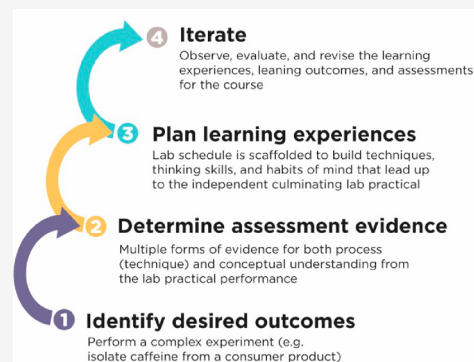 4 Iterate
Observe, evaluate, and revise the learning
experiences, leaning outcomes, and assessments
for the course
3 Plan learning experiences
Lab schedule is scaffolded to build techniques,
thinking skills, and habits of mind that lead up
to the independent culminating lab practical
2 Determine assessment evidence
Multiple forms of evidence for both process
(technique) and conceptual understanding from
the lab practical performance
1 Identify desired outcomes
Perform a complex experiment (e.g.
isolate caffeine from a consumer product)